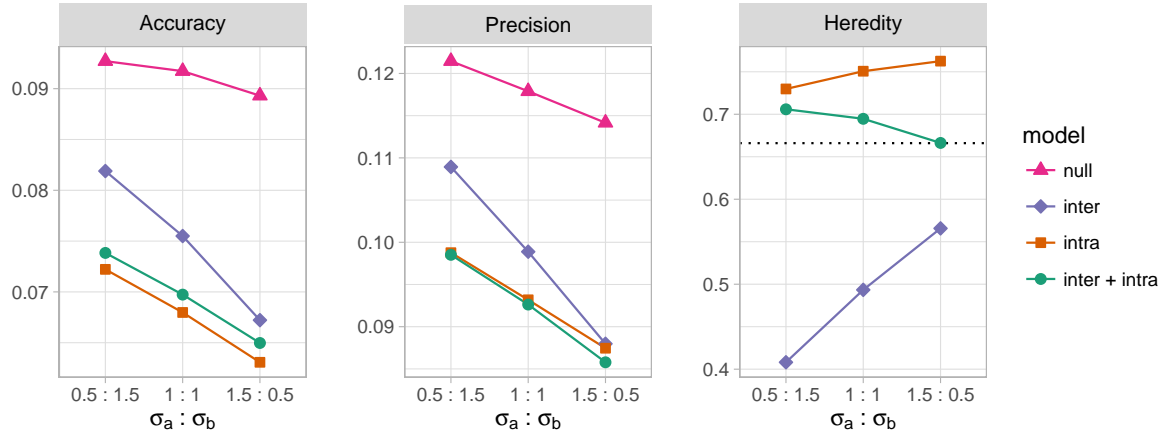 Accuracy
0.09
0.08
0.07
0.5 : 1.5
1 : 1
1.5 : 0.5
σa : σb
Precision
0.12
0.11
0.10
0.09
0.5 : 1.5
1 : 1
1.5 : 0.5
σa : σb
Heredity
0.7
0.6
0.5
0.4
0.5 : 1.5
1 : 1
1.5 : 0.5
σa : σb
model
null
inter
intra
inter + intra